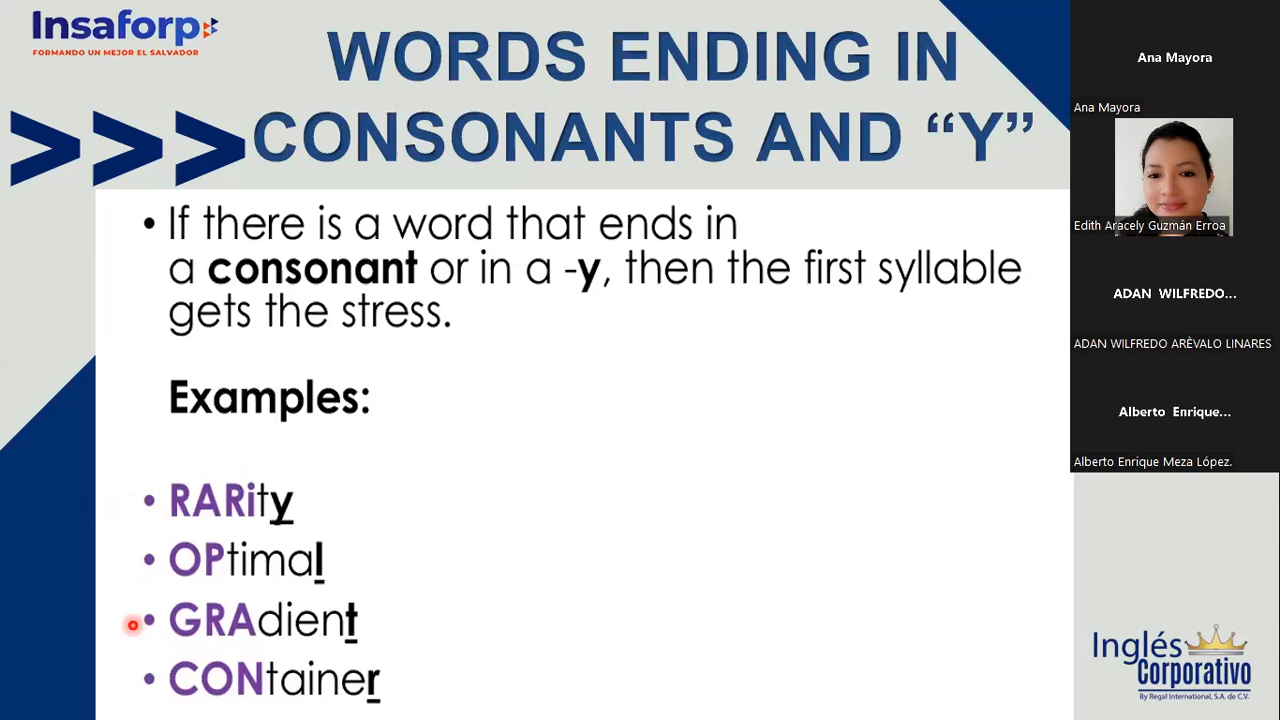 Insaforp
FORMANDO UN MEJOR EL SALVADOR
WORDS ENDING IN
>>> CONSONANTS AND “Y”
• If there is a word that ends in
a consonant or in a -y, then the first syllable
gets the stress.
Examples:
• RARity
• OPtimal
• GRAdient
• CONtainer
Ana Mayora
Ana Mayora
Edith Aracely Guzmán Erroa
ADAN WILFREDO...
ADAN WILFREDO ARÈVALO LINARES
Alberto Enrique...
Alberto Enrique Meza López.
Inglés
Corporativo
By Regal International, S.A. de C.V.